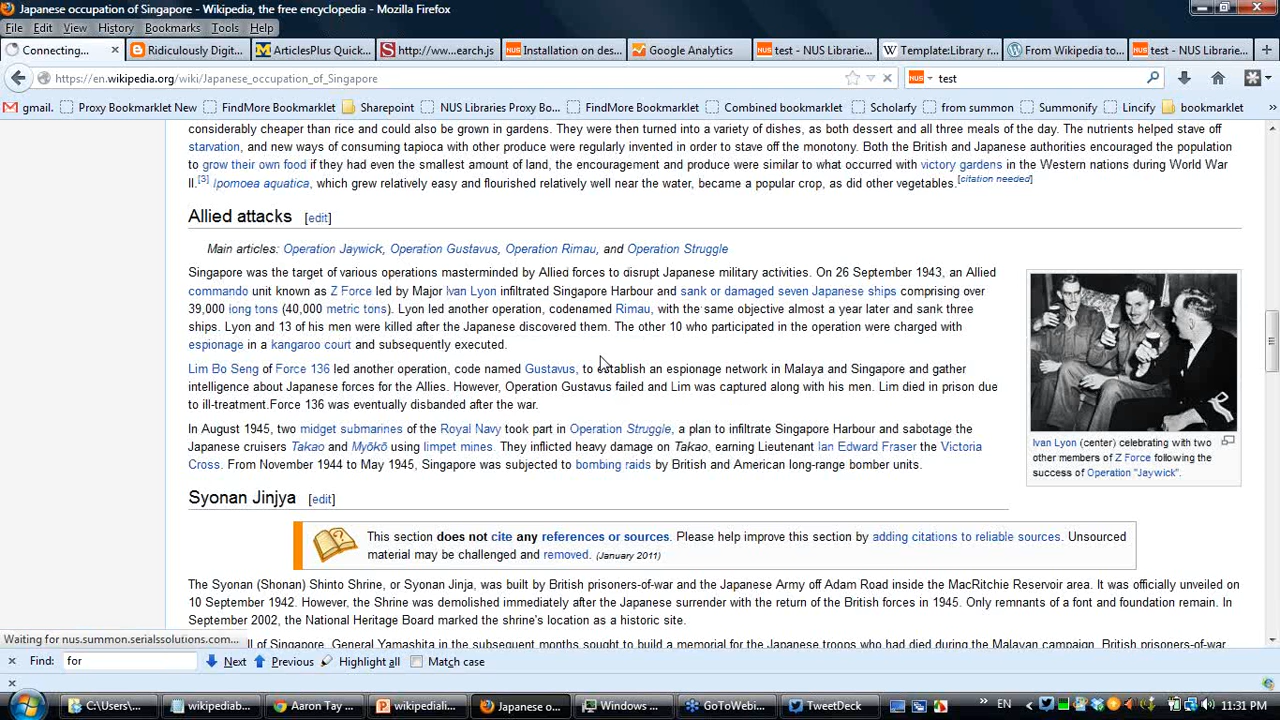 Japanese occupation of Singapore - Wikipedia, the free encyclopedia - Mozilla Firefox
File Edit View History Bookmarks Tools Help
Connecting... Ridiculously Digit... ArticlesPlus Quick... http://ww...earch.js Installation on des... Google Analytics test - NUS Librarie... Template:Library r... From Wikipedia to... test - NUS Librarie...
https://en.wikipedia.org/wiki/Japanese_occupation_of_Singapore test
gmail. Proxy Bookmarklet New FindMore Bookmarklet Sharepoint NUS Libraries Proxy Bo... FindMore Bookmarklet Combined bookmarklet Scholarfy from summon Summonify Lincify bookmarklet
considerably cheaper than rice and could also be grown in gardens. They were then turned into a variety of dishes, as both dessert and all three meals of the day. The nutrients helped stave off
starvation, and new ways of consuming tapioca with other produce were regularly invented in order to stave off the monotony. Both the British and Japanese authorities encouraged the population
to grow their own food if they had even the smallest amount of land, the encouragement and produce were similar to what occurred with victory gardens in the Western nations during World War
II.[3] Ipomoea aquatica, which grew relatively easy and flourished relatively well near the water, became a popular crop, as did other vegetables.[citation needed]
Allied attacks [edit]
Main articles: Operation Jaywick, Operation Gustavus, Operation Rimau, and Operation Struggle
Singapore was the target of various operations masterminded by Allied forces to disrupt Japanese military activities. On 26 September 1943, an Allied
commando unit known as Z Force led by Major Ivan Lyon infiltrated Singapore Harbour and sank or damaged seven Japanese ships comprising over
39,000 long tons (40,000 metric tons). Lyon led another operation, codenamed Rimau, with the same objective almost a year later and sank three
ships. Lyon and 13 of his men were killed after the Japanese discovered them. The other 10 who participated in the operation were charged with
espionage in a kangaroo court and subsequently executed.
Lim Bo Seng of Force 136 led another operation, code named Gustavus, to establish an espionage network in Malaya and Singapore and gather
intelligence about Japanese forces for the Allies. However, Operation Gustavus failed and Lim was captured along with his men. Lim died in prison due
to ill-treatment.Force 136 was eventually disbanded after the war.
In August 1945, two midget submarines of the Royal Navy took part in Operation Struggle, a plan to infiltrate Singapore Harbour and sabotage the
Japanese cruisers Takao and Myōkō using limpet mines. They inflicted heavy damage on Takao, earning Lieutenant Ian Edward Fraser the Victoria
Cross. From November 1944 to May 1945, Singapore was subjected to bombing raids by British and American long-range bomber units.
Ivan Lyon (center) celebrating with two
other members of Z Force following the
success of Operation "Jaywick".
Syonan Jinjya [edit]
This section does not cite any references or sources. Please help improve this section by adding citations to reliable sources. Unsourced
material may be challenged and removed. (January 2011)
The Syonan (Shonan) Shinto Shrine, or Syonan Jinja, was built by British prisoners-of-war and the Japanese Army off Adam Road inside the MacRitchie Reservoir area. It was officially unveiled on
10 September 1942. However, the Shrine was demolished immediately after the Japanese surrender with the return of the British forces in 1945. Only remnants of a font and foundation remain. In
September 2002, the National Heritage Board marked the shrine's location as a historic site.
Waiting for nus.summon.serialssolutions.com...
ll of Singapore, General Yamashita in the subsequent months sought to build a memorial for the Japanese troops who had died during the Malayan campaign. British prisoners-of-war
Find: for Next Previous Highlight all Match case
C:\Users\... wikipediab... Aaron Tay ... wikipediali... Japanese o... Windows ... GoToWebi... TweetDeck » EN 11:31 PM